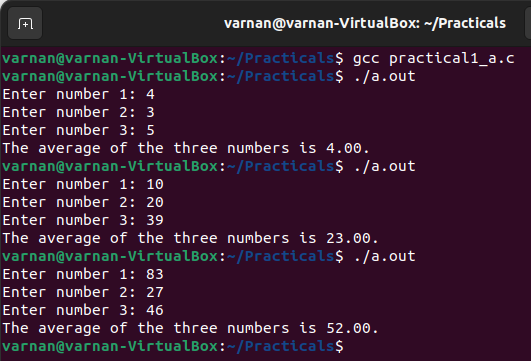 varnan@varnan-VirtualBox: ~/Practicals
varnan@varnan-VirtualBox:~/Practicals$ gcc practical1_a.c
varnan@varnan-VirtualBox:~/Practicals$ ./a.out
Enter number 1: 4
Enter number 2: 3
Enter number 3: 5
The average of the three numbers is 4.00.
varnan@varnan-VirtualBox:~/Practicals$ ./a.out
Enter number 1: 10
Enter number 2: 20
Enter number 3: 39
The average of the three numbers is 23.00.
varnan@varnan-VirtualBox:~/Practicals$ ./a.out
Enter number 1: 83
Enter number 2: 27
Enter number 3: 46
The average of the three numbers is 52.00.
varnan@varnan-VirtualBox:~/Practicals$